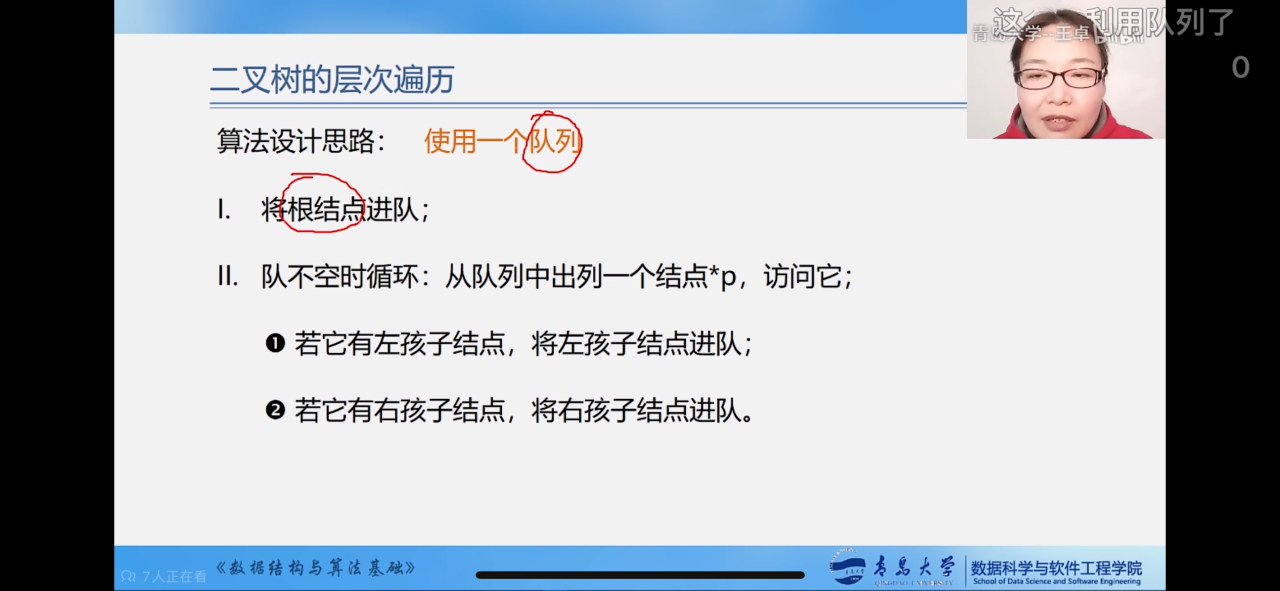 这 利用队列了
青岛大学-王卓
0
二叉树的层次遍历
算法设计思路： 使用一个队列
I. 将根结点进队；
II. 队不空时循环：从队列中出列一个结点*p，访问它；
❶ 若它有左孩子结点，将左孩子结点进队；
❷ 若它有右孩子结点，将右孩子结点进队。
7人正在看
《数据结构与算法基础》
青岛大学
QINGDAO UNIVERSITY
数据科学与软件工程学院
School of Data Science and Software Engineering